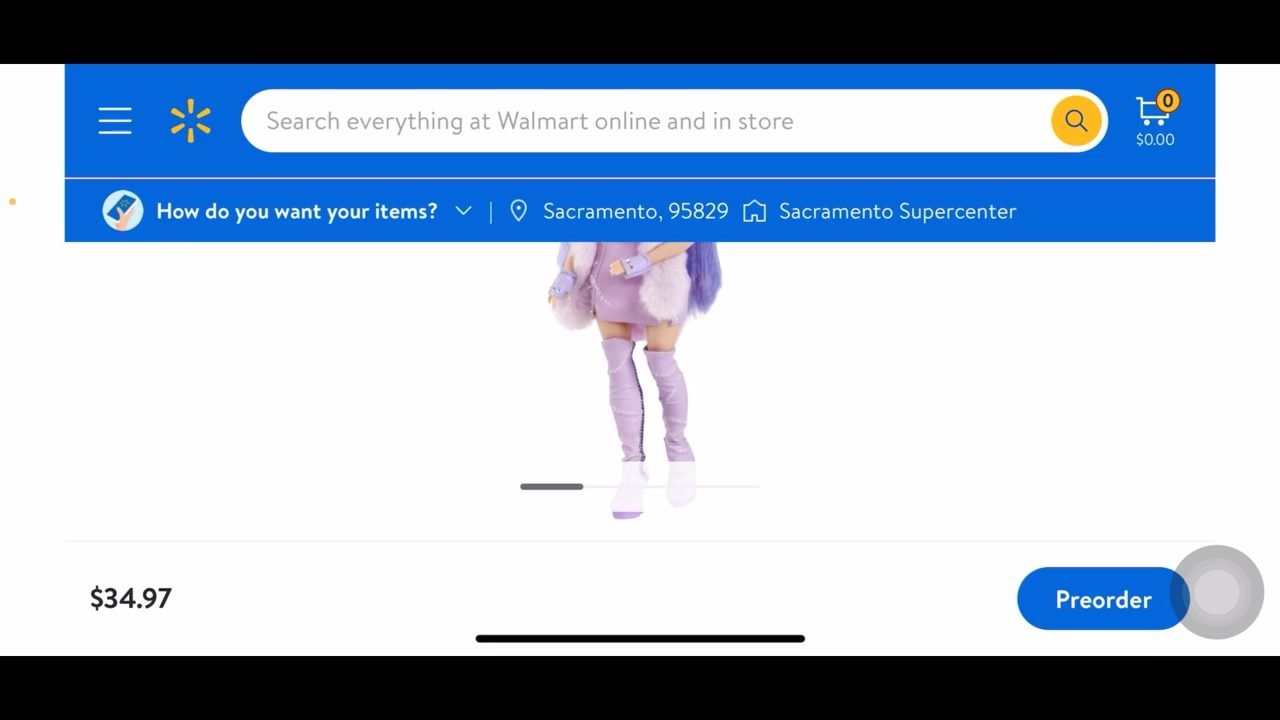 Search everything at Walmart online and in store
0
$0.00
How do you want your items? Sacramento, 95829 Sacramento Supercenter
$34.97
Preorder